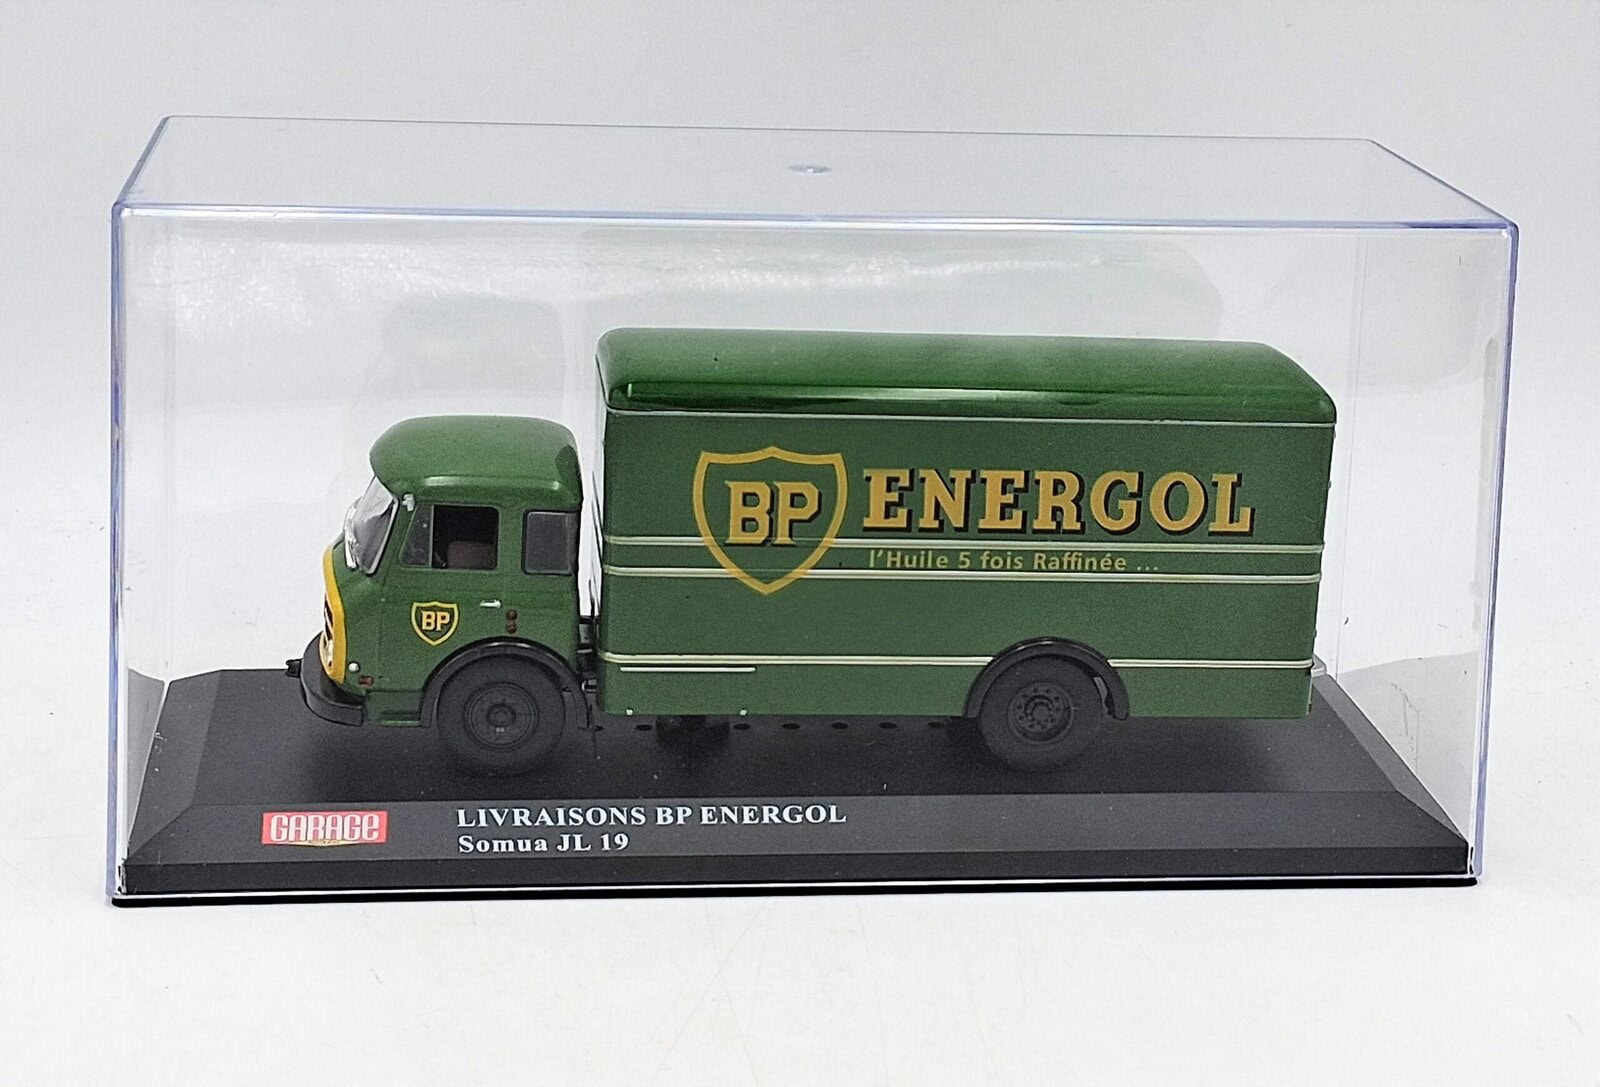 BP ENERGOL
l'Huile 5 fois Raffinée ...
BP
GARAGE
LIVRAISONS BP ENERGOL
Somua JL 19